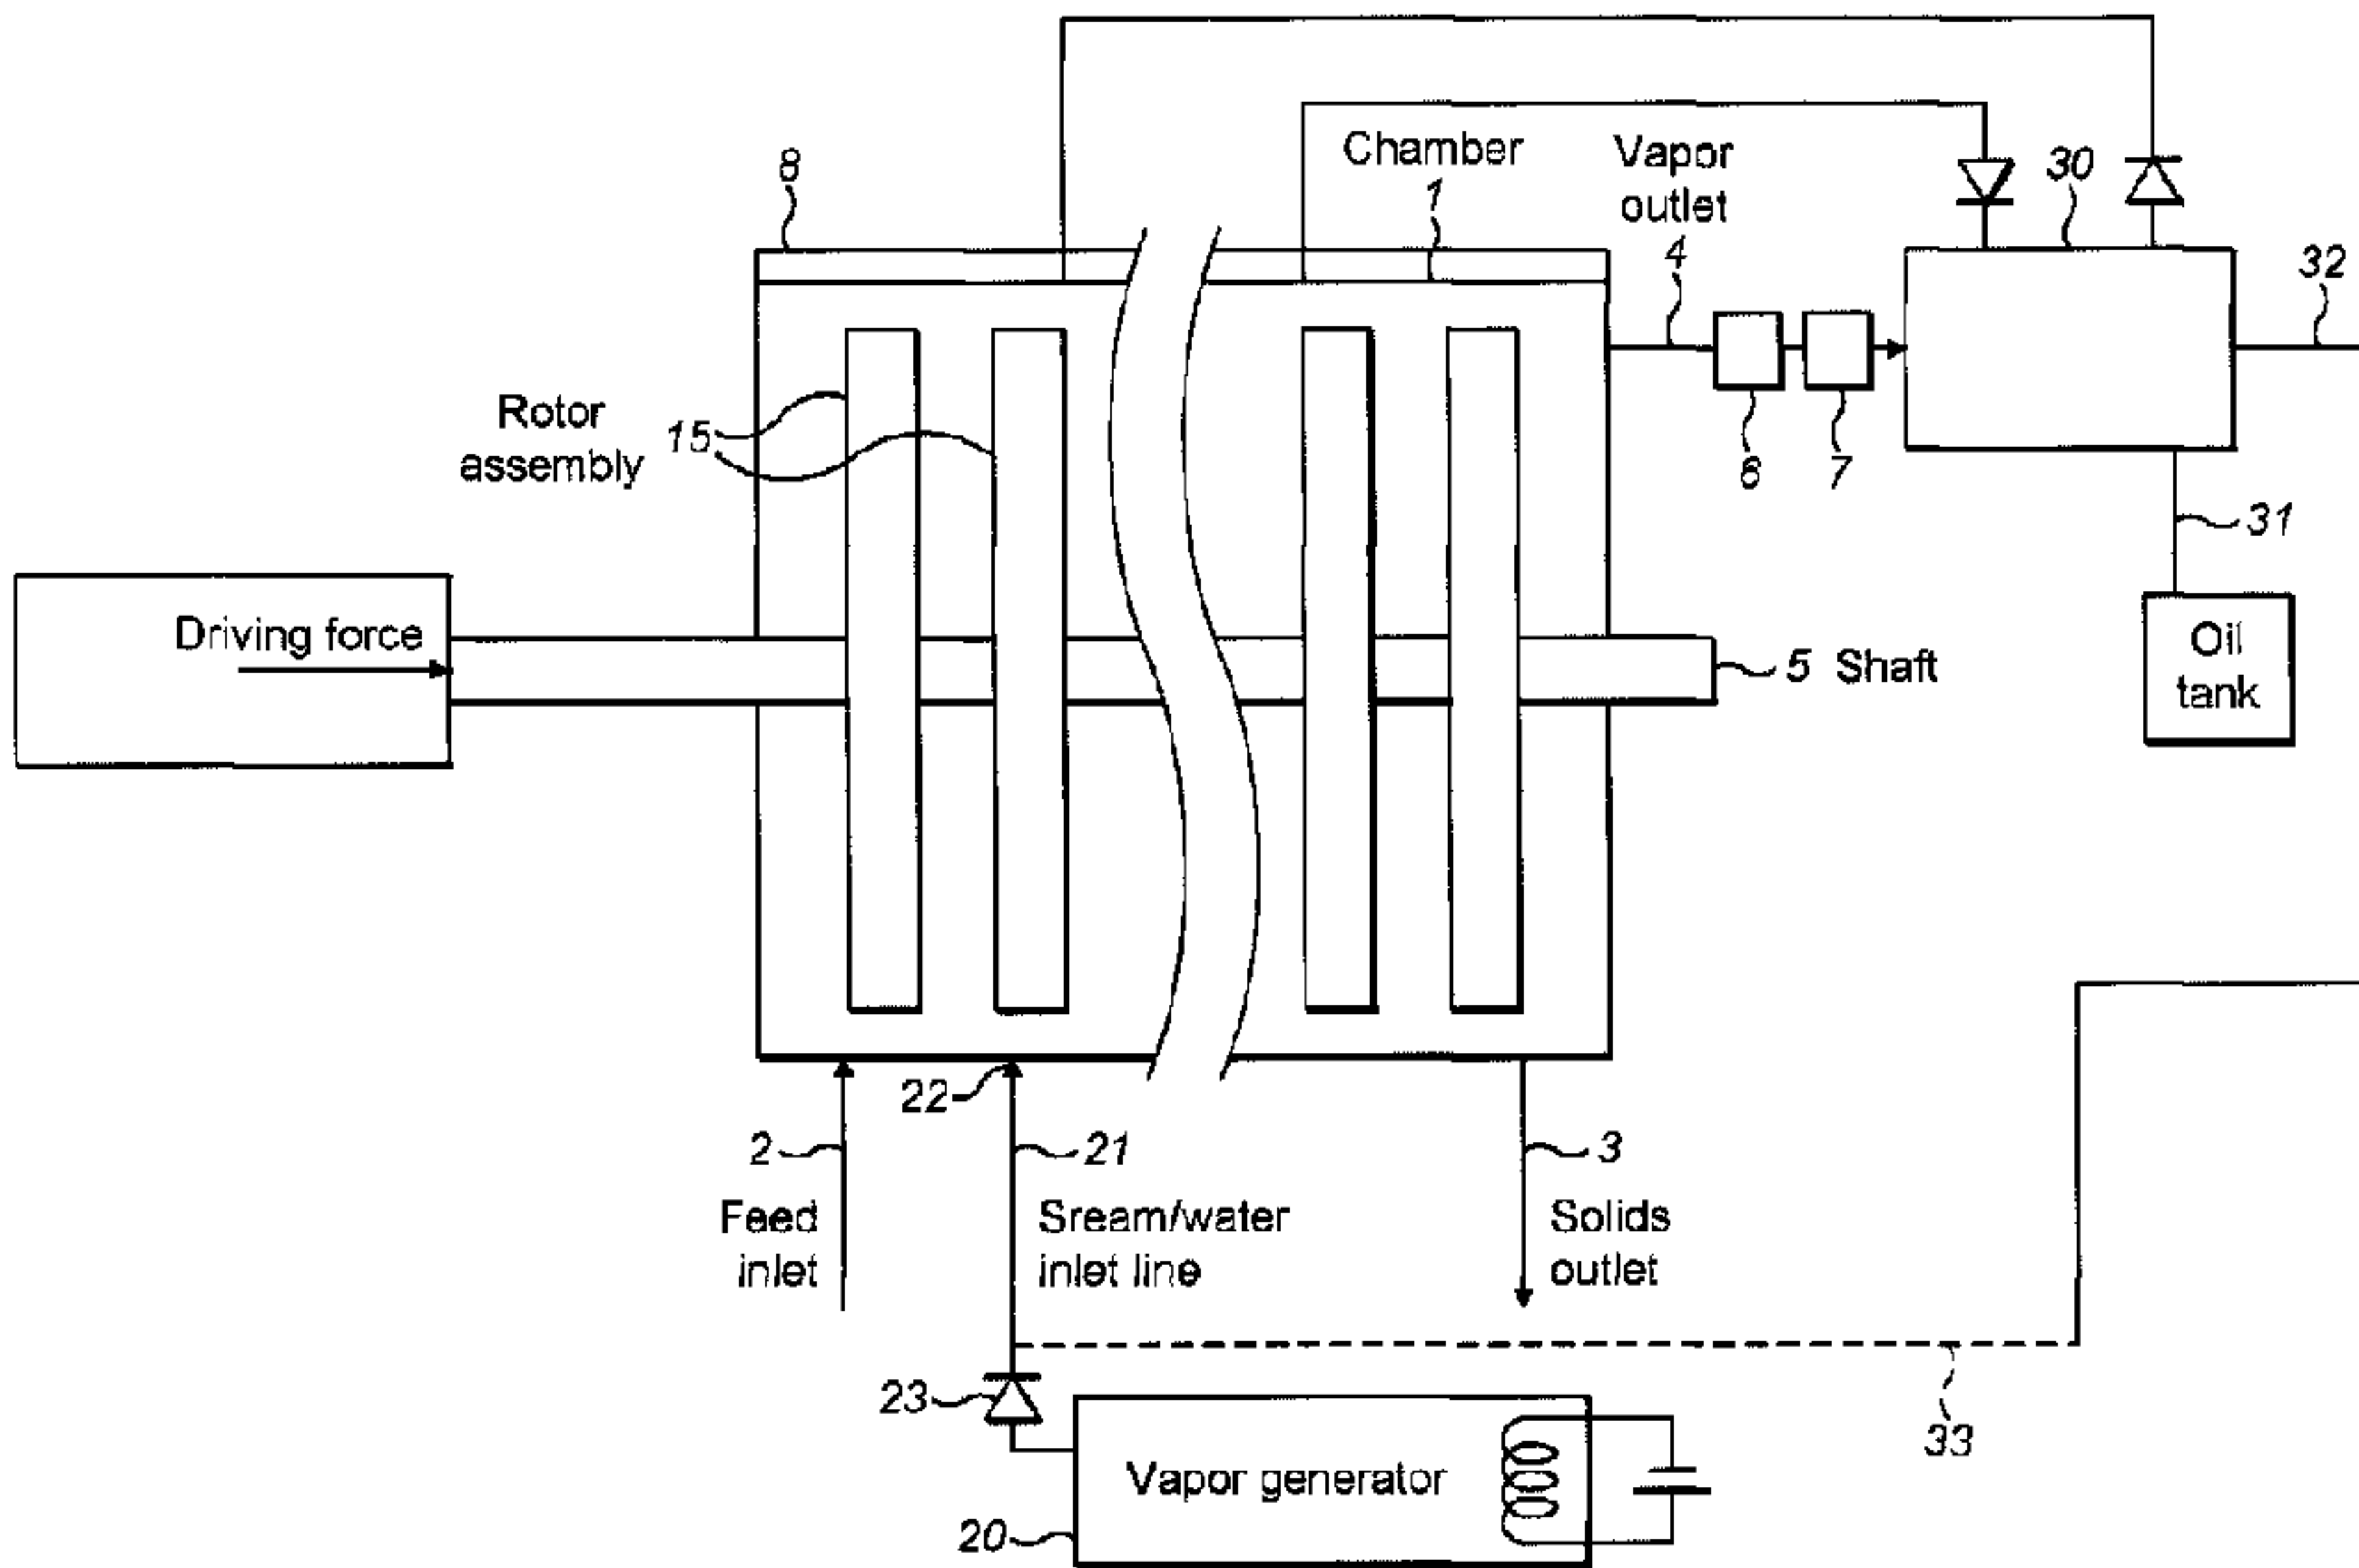 8
Chamber
1
Vapor
outlet
4
30
32
Rotor
assembly
15
6
7
31
Driving force
5 Shaft
Oil
tank
22
2
21
3
Feed
inlet
Sream/water
inlet line
Solids
outlet
23
33
Vapor generator
20